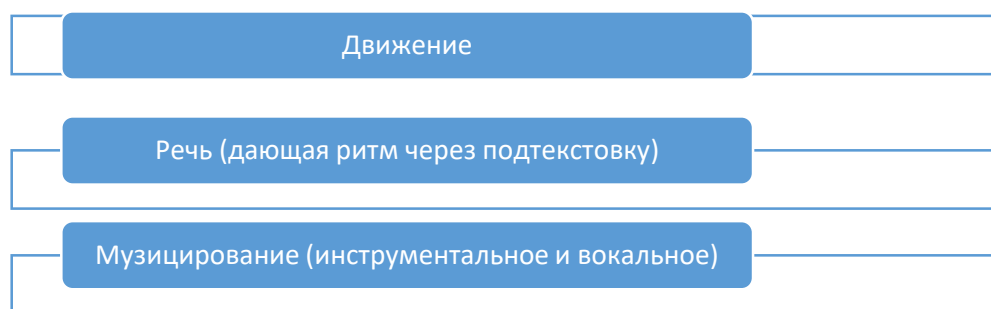 Движение
Речь (дающая ритм через подтекстовку)
Музицирование (инструментальное и вокальное)